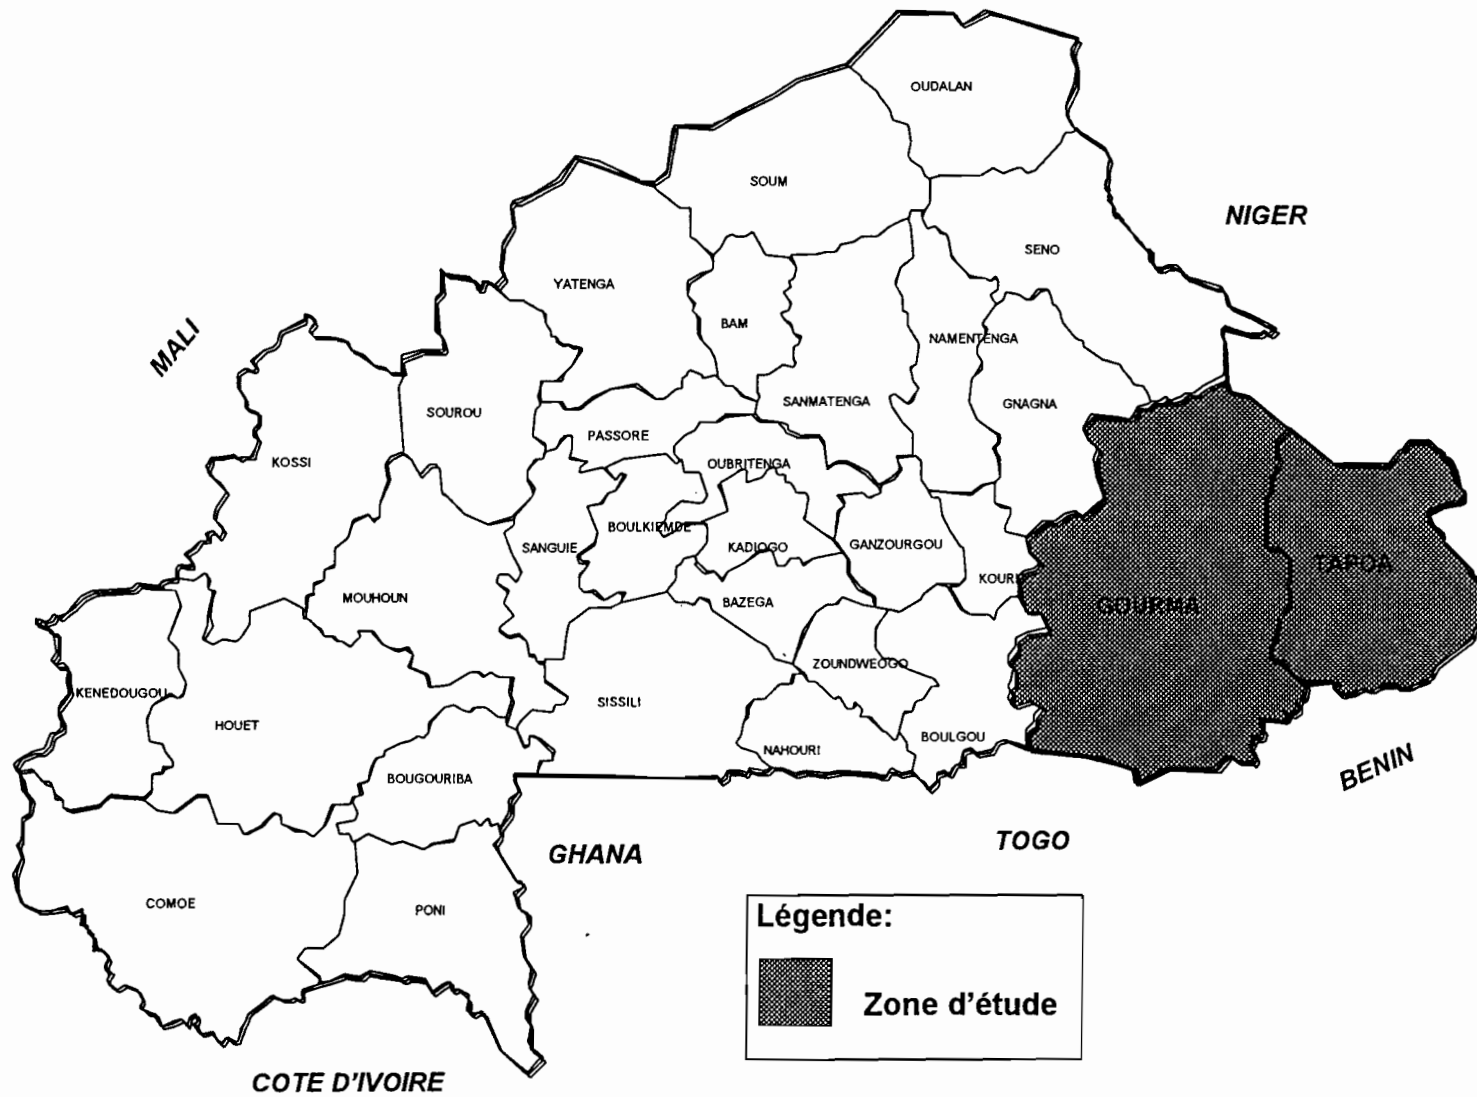 OUDALAN
SOUM
NIGER
SENO
YATENGA
BAM
NAMENTENGA
MALI
SANMATENGA
GNAGNA
SOUROU
PASSORE
KOSSI
OUBRITENGA
BOULKIEMDE
SANGUIE
KADIOGO
GANZOURGOU
TAPOA
KOURI
MOUHOUN
BAZEGA
GOURMA
ZOUNDWEOGO
KENEDOUGOU
SISSILI
HOUET
BOULGOU
NAHOURI
BOUGOURIBA
BENIN
TOGO
GHANA
COMOE
PONI
Légende:
Zone d'étude
COTE D'IVOIRE